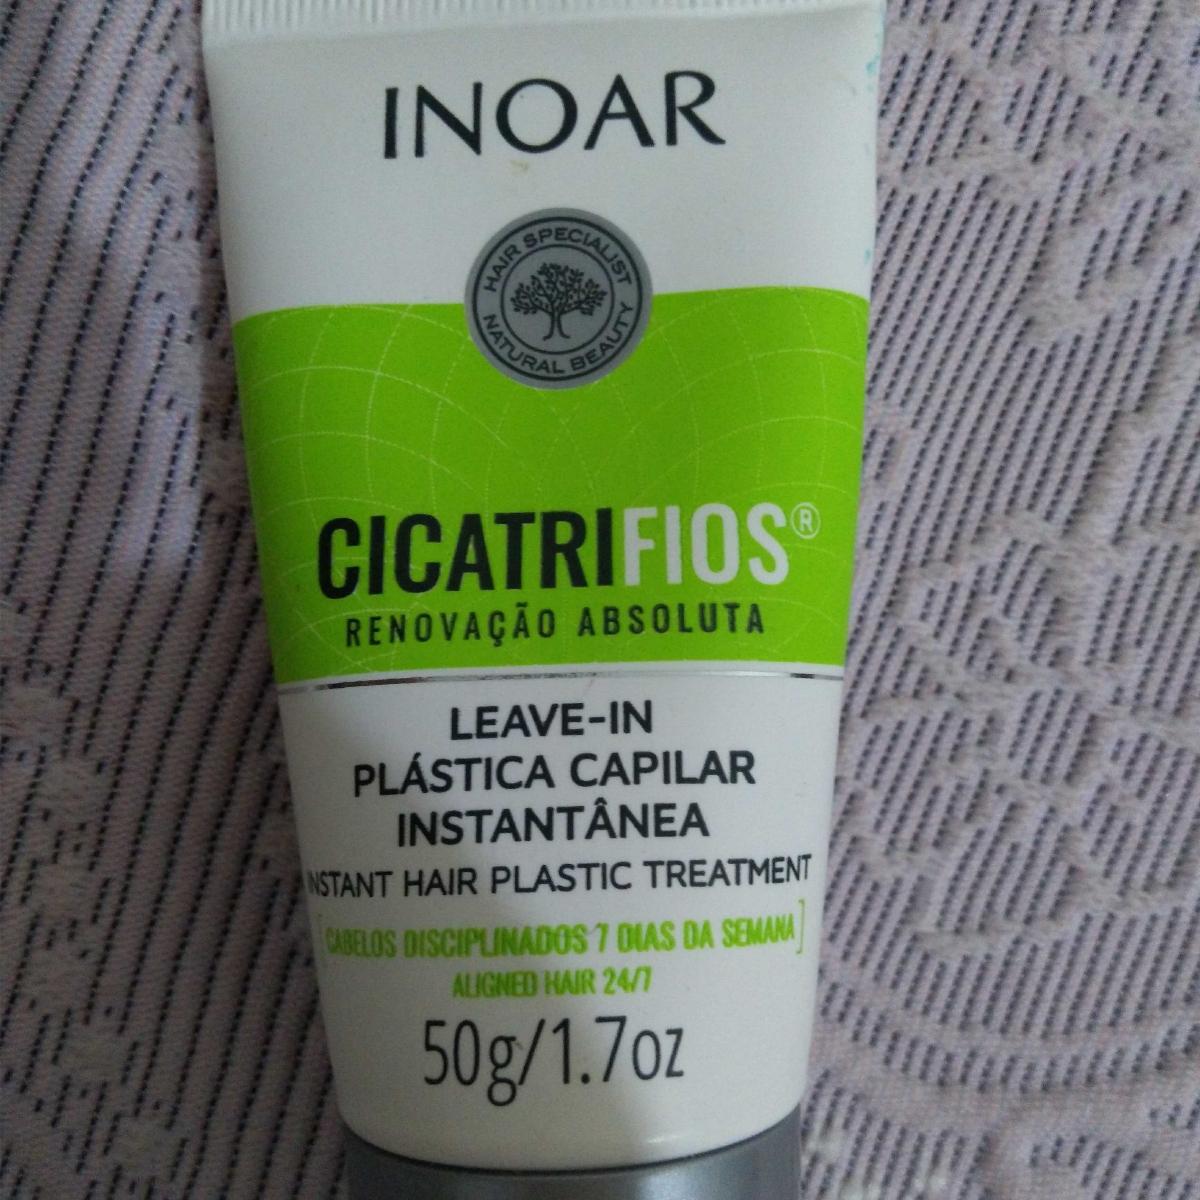 INOAR
HAIR SPECIALIST
NATURAL BEAUTY
CICATRIFIOS®
RENOVAÇÃO ABSOLUTA
LEAVE-IN
PLÁSTICA CAPILAR
INSTANTÂNEA
INSTANT HAIR PLASTIC TREATMENT
[CABELOS DISCIPLINADOS 7 DIAS DA SEMANA]
ALIGNED HAIR 24/7
50g/1.7oz